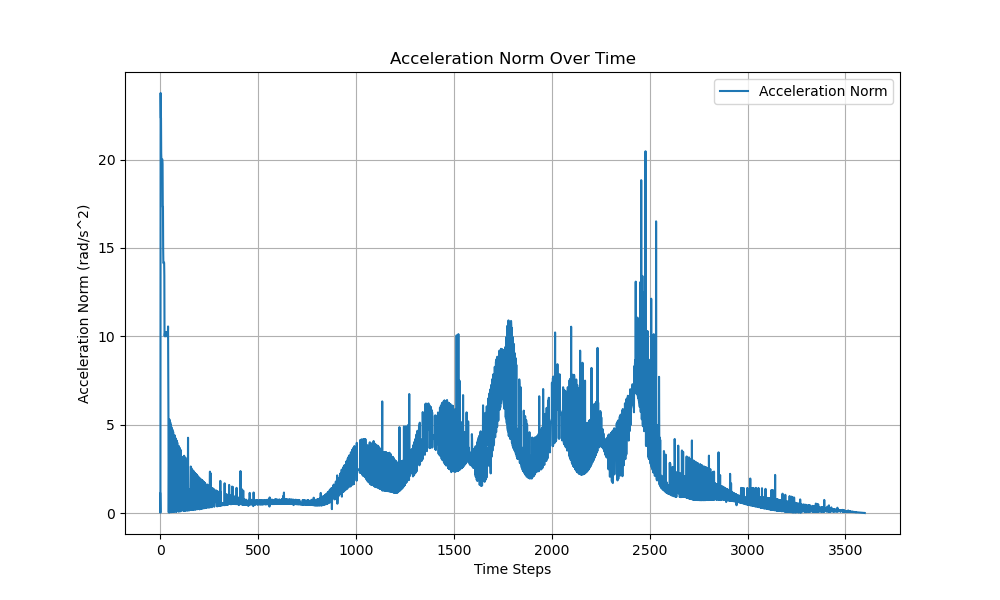 Acceleration Norm Over Time
Acceleration Norm
Acceleration Norm (rad/s^2)
20
15
10
5
0
0 500 1000 1500 2000 2500 3000 3500
Time Steps